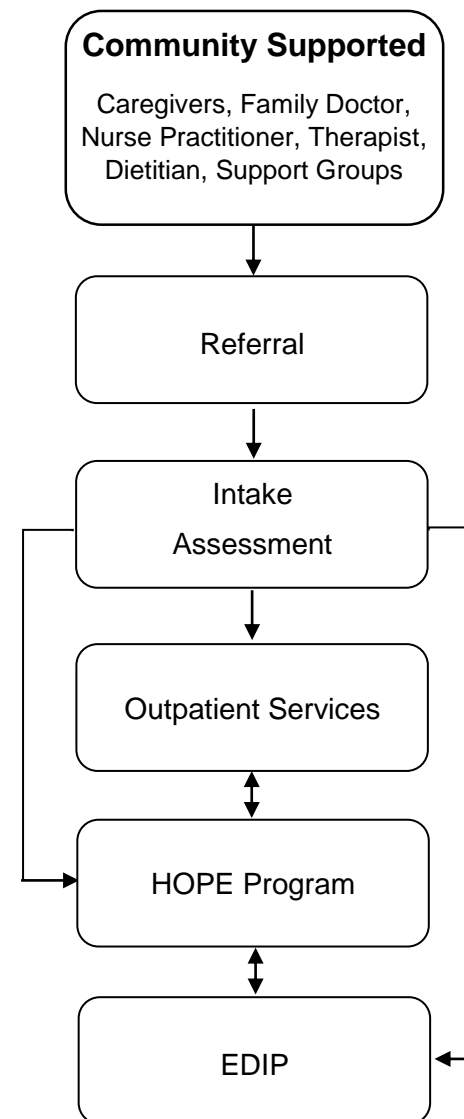 Community Supported
Caregivers, Family Doctor,
Nurse Practitioner, Therapist,
Dietitian, Support Groups
Referral
Intake
Assessment
Outpatient Services
HOPE Program
EDIP